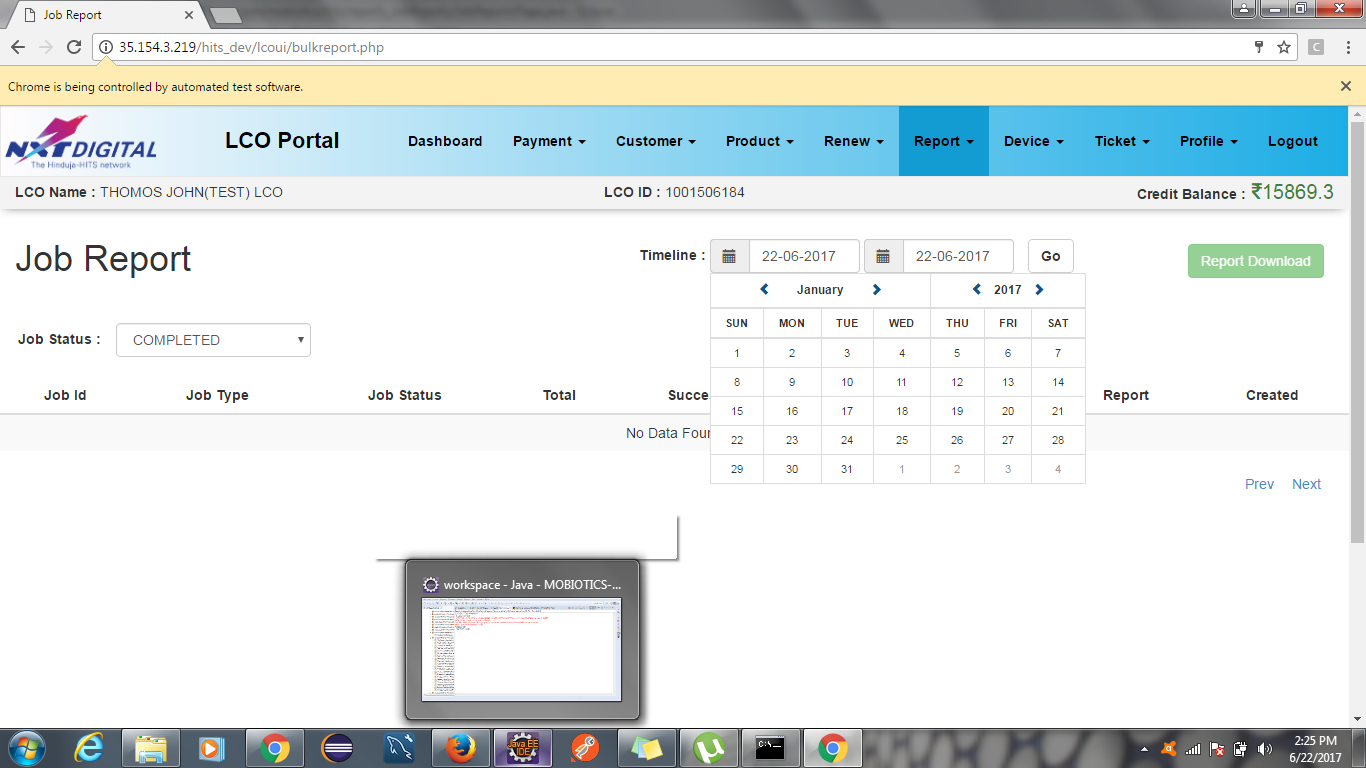 Job Report
35.154.3.219/hits_dev/lcoui/bulkreport.php
C
Chrome is being controlled by automated test software.
NXTDIGITAL
The Hinduja-HITS network
LCO Portal
Dashboard Payment Customer Product Renew Report Device Ticket Profile Logout
LCO Name : THOMOS JOHN(TEST) LCO LCO ID : 1001506184 Credit Balance : ₹15869.3
Job Report
Timeline : 22-06-2017 22-06-2017 Go
Report Download
January 2017
SUN MON TUE WED THU FRI SAT
1 2 3 4 5 6 7
8 9 10 11 12 13 14
15 16 17 18 19 20 21
22 23 24 25 26 27 28
29 30 31 1 2 3 4
Job Status : COMPLETED
Job Id Job Type Job Status Total Succe Report Created
No Data Four
Prev Next
workspace - Java - MOBIOTICS-...
Java EE
IDE
C:\.
2:25 PM
6/22/2017